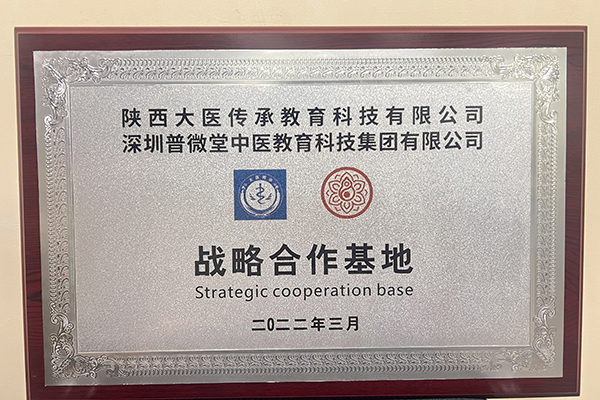 陕西大医传承教育科技有限公司
深圳普微堂中医教育科技集团有限公司
战略合作基地
Strategic cooperation base
二〇二二年三月